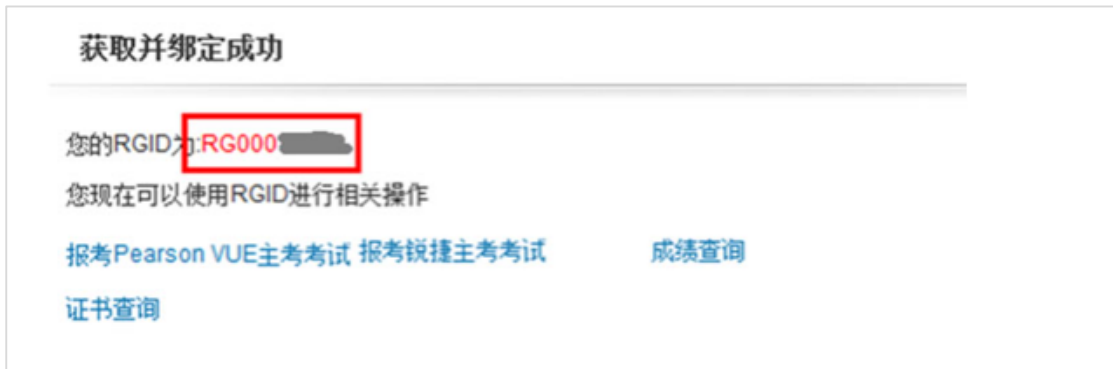 获取并绑定成功
您的RGID为:RG000
您现在可以使用RGID进行相关操作
报考Pearson VUE主考考试 报考锐捷主考考试 成绩查询
证书查询